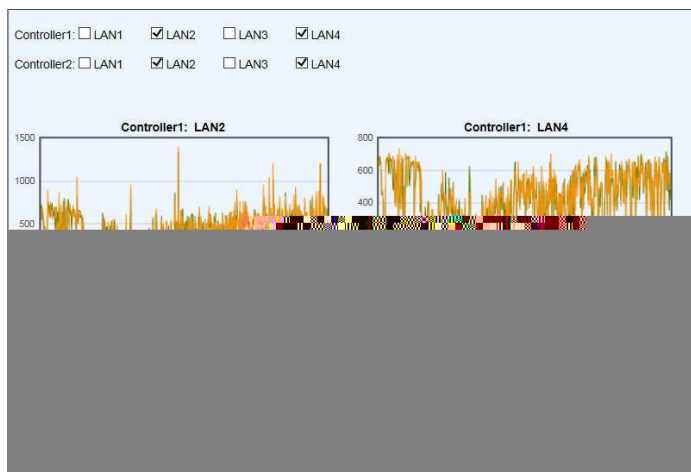 Controller1: LAN1 LAN2 LAN3 LAN4
Controller2: LAN1 LAN2 LAN3 LAN4
Controller1: LAN2
1500
1000
500
Controller1: LAN4
800
600
400